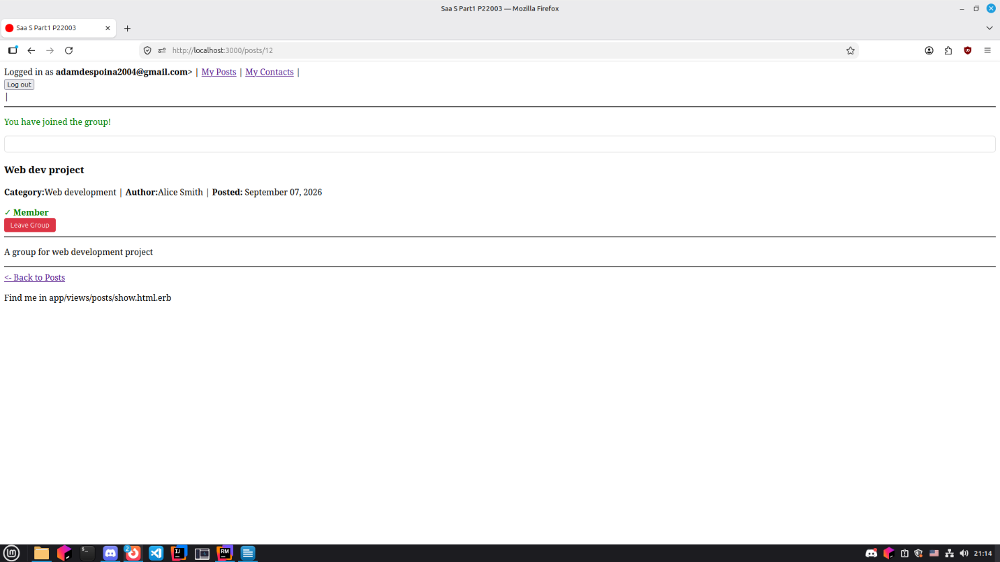 Saa S Part1 P22003 — Mozilla Firefox
Saa S Part1 P22003
http://localhost:3000/posts/12
Logged in as adamdespoina2004@gmail.com> | My Posts | My Contacts |
Log out
|
You have joined the group!
Web dev project
Category:Web development | Author:Alice Smith | Posted: September 07, 2026
✓ Member
Leave Group
A group for web development project
<- Back to Posts
Find me in app/views/posts/show.html.erb
2
IJ
RM
21:14